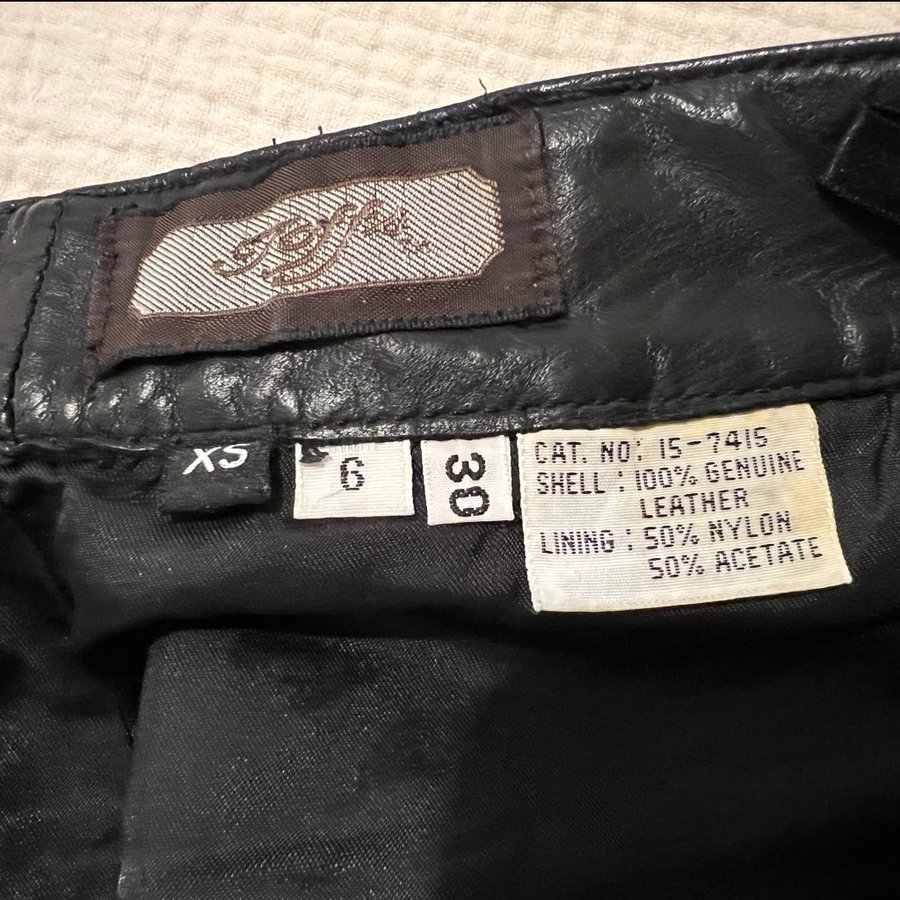 XS
6
30
CAT. NO: 15-7415
SHELL : 100% GENUINE
LEATHER
LINING : 50% NYLON
50% ACETATE